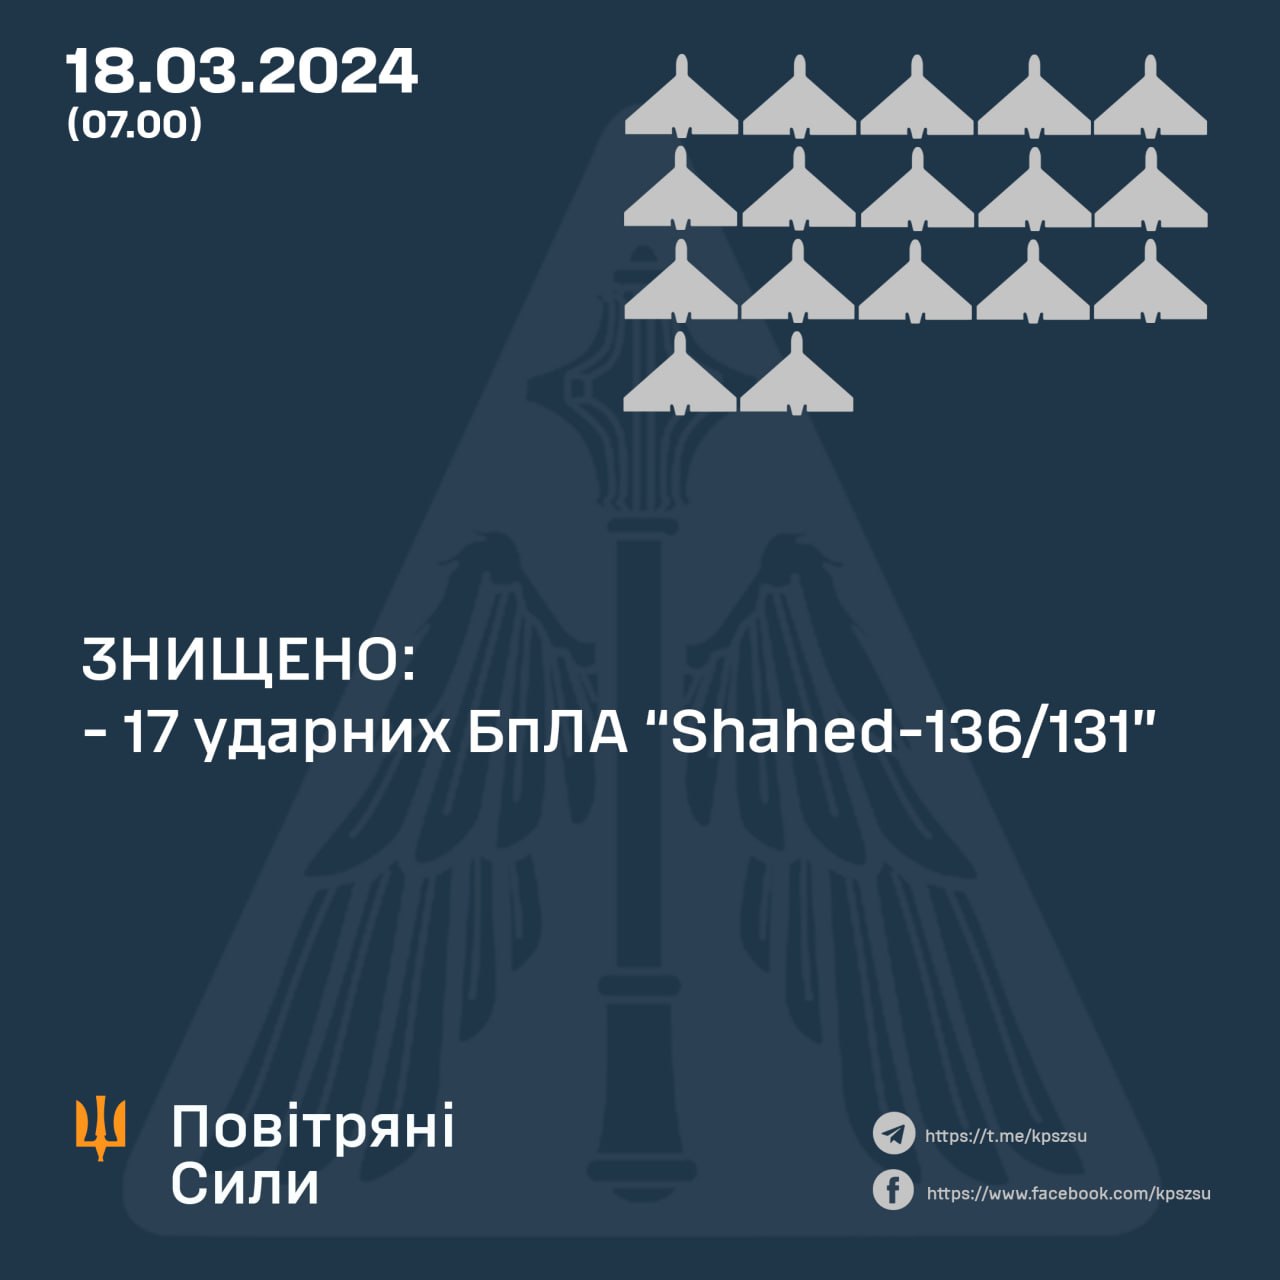 18.03.2024
(07.00)
ЗНИЩЕНО:
- 17 ударних БпЛА “Shahed-136/131”
Повітряні
Сили
https://t.me/kpszsu
https://www.facebook.com/kpszsu